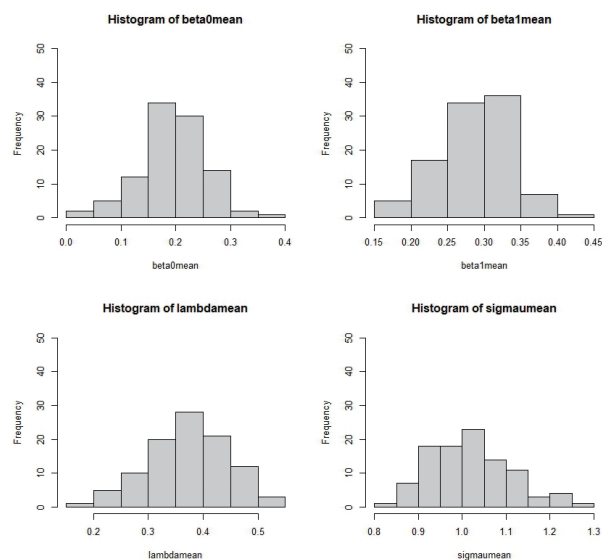 Histogram of beta0mean
Histogram of beta1mean
Frequency
50
40
30
20
10
0
0.0 0.1 0.2 0.3 0.4
beta0mean
Frequency
50
40
30
20
10
0
0.15 0.20 0.25 0.30 0.35 0.40 0.45
beta1mean
Histogram of lambdamean
Histogram of sigmaumean
Frequency
50
40
30
20
10
0
0.2 0.3 0.4 0.5
lambdamean
Frequency
50
40
30
20
10
0
0.8 0.9 1.0 1.1 1.2 1.3
sigmaumean